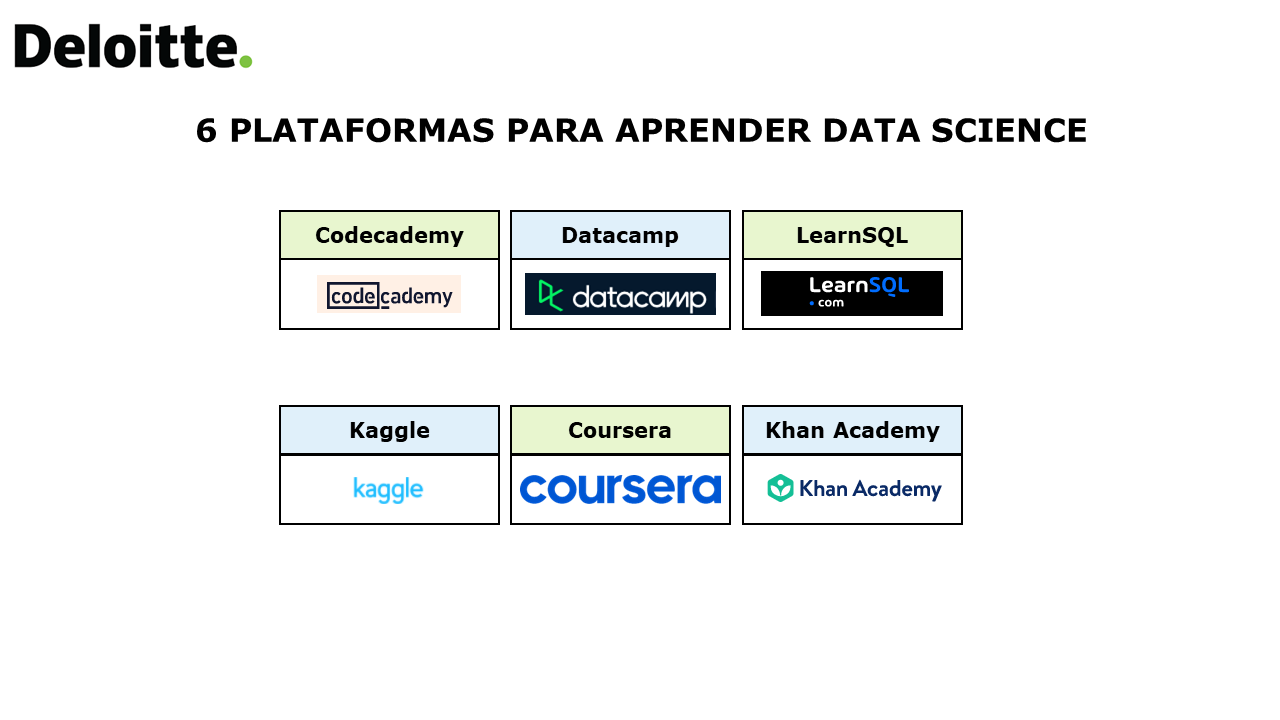 Deloitte.
6 PLATAFORMAS PARA APRENDER DATA SCIENCE
Codecademy
Datacamp
LearnSQL
codecademy
datacamp
LearnSQL
com
Kaggle
Coursera
Khan Academy
kaggle
coursera
Khan Academy